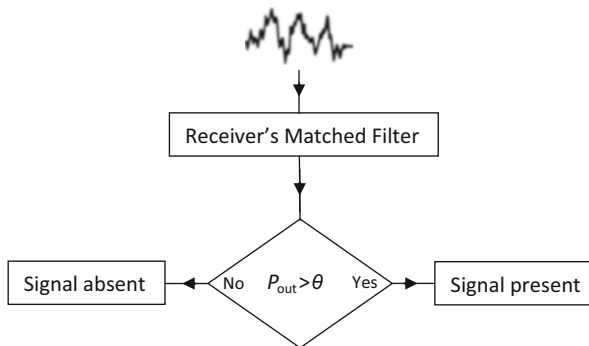 Receiver’s Matched Filter
Signal absent
No
Pout>θ
Yes
Signal present